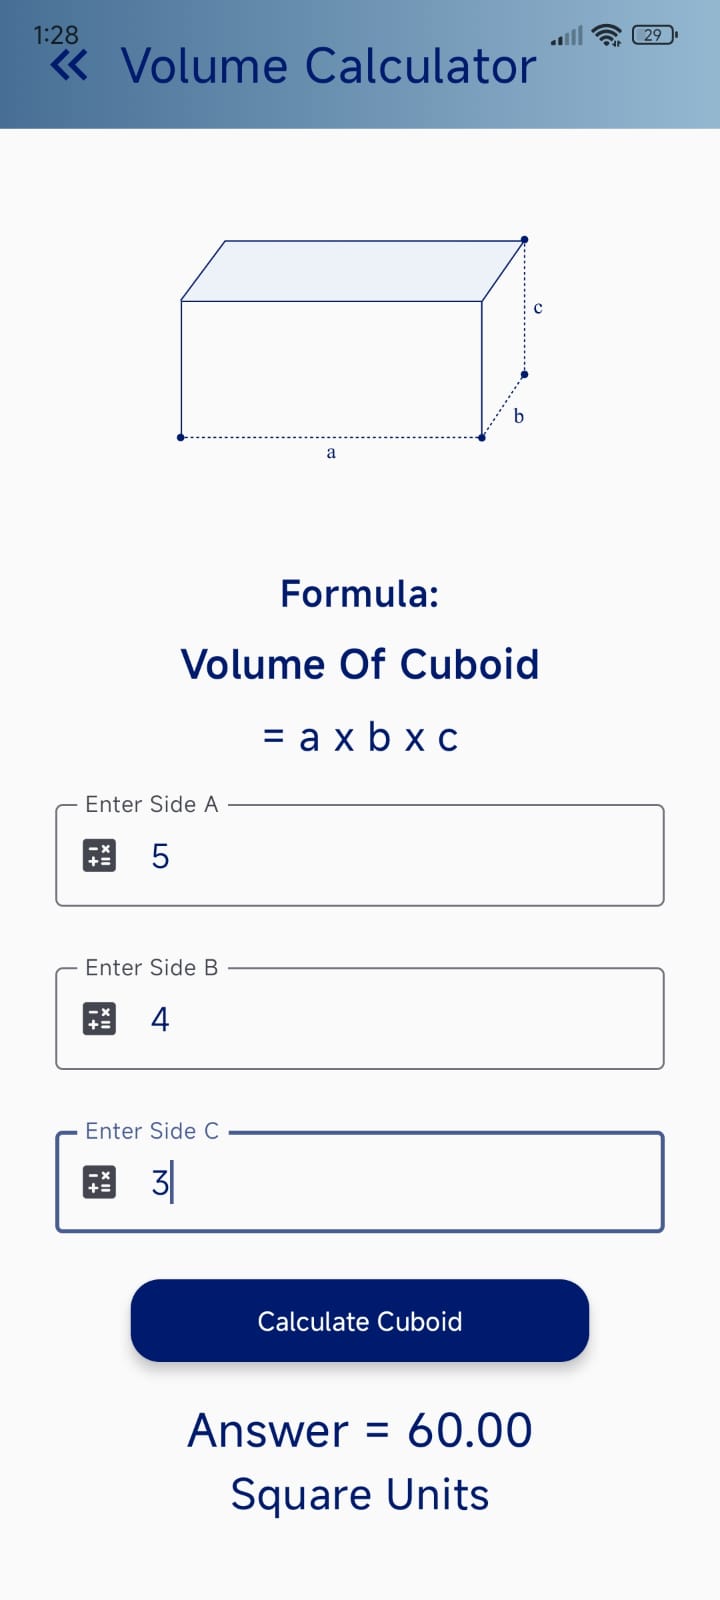 1:28
29
Volume Calculator
c
b
a
Formula:
Volume Of Cuboid
= a x b x c
Enter Side A
5
Enter Side B
4
Enter Side C
3
Calculate Cuboid
Answer = 60.00
Square Units